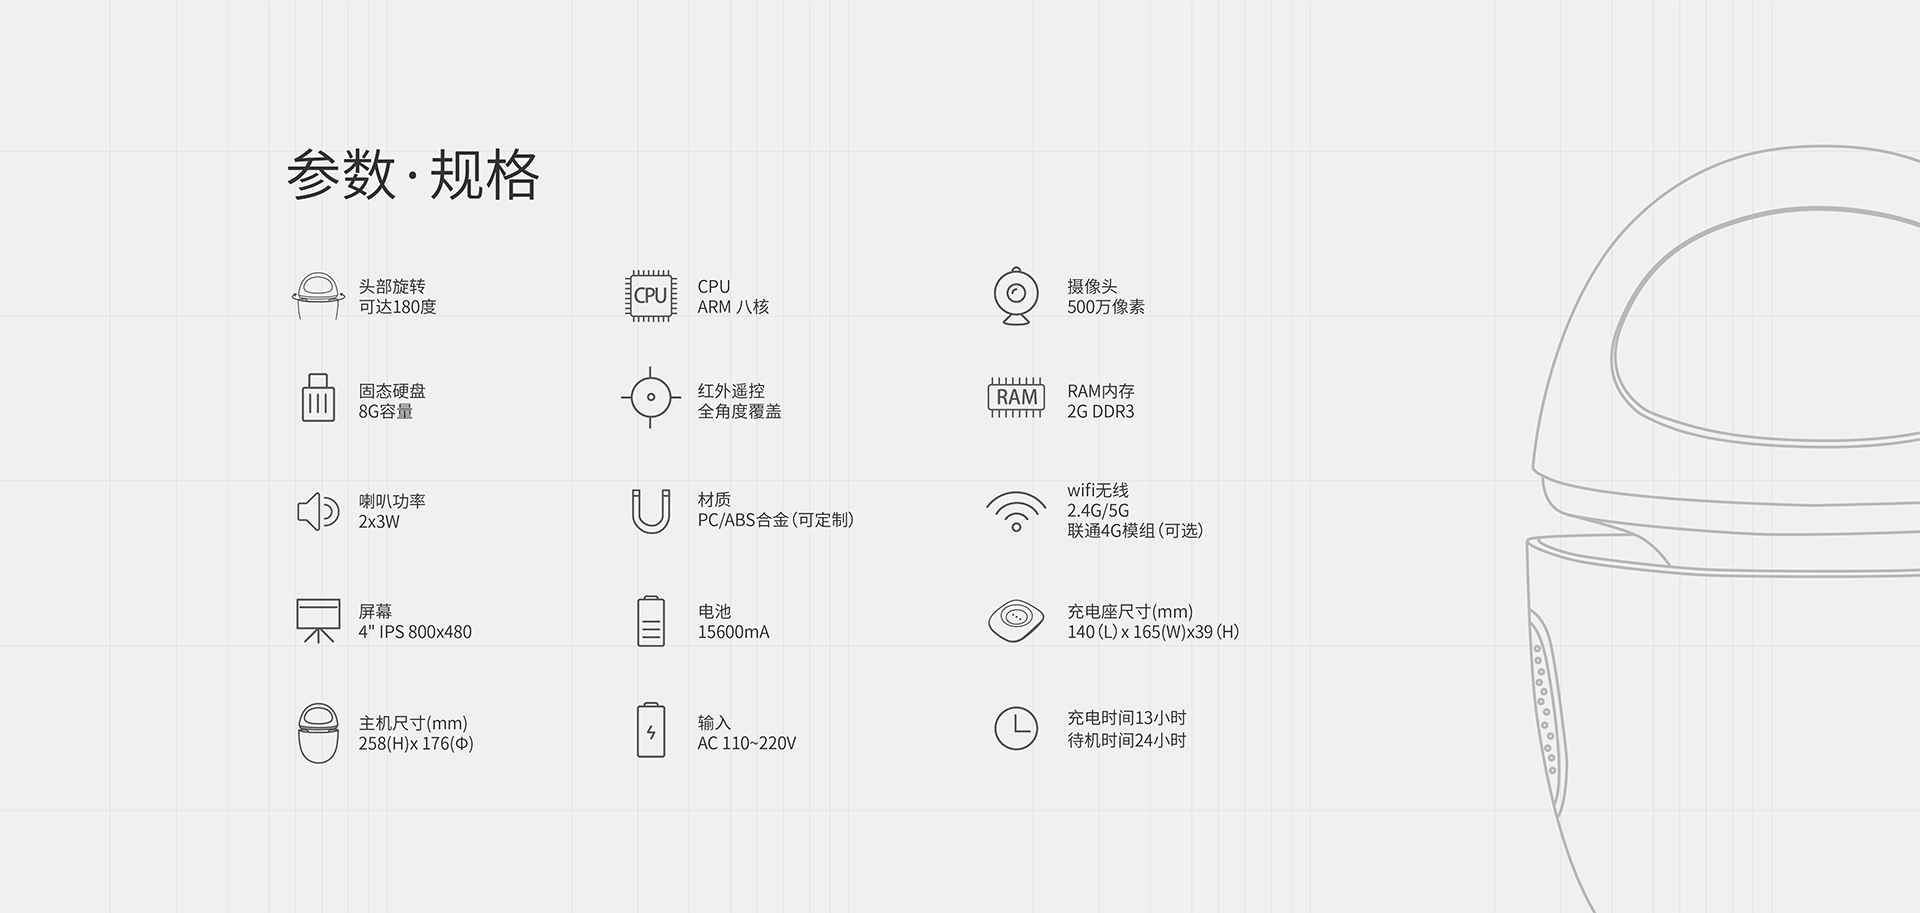 参数·规格
头部旋转
可达180度
CPU
CPU
ARM 八核
摄像头
500万像素
固态硬盘
8G容量
红外遥控
全角度覆盖
RAM
RAM内存
2G DDR3
喇叭功率
2x3W
材质
PC/ABS合金(可定制)
wifi无线
2.4G/5G
联通4G模组(可选)
屏幕
4" IPS 800x480
电池
15600mA
充电座尺寸(mm)
140(L) x 165(W)x39(H)
主机尺寸(mm)
258(H)x 176(Φ)
输入
AC 110~220V
充电时间13小时
待机时间24小时